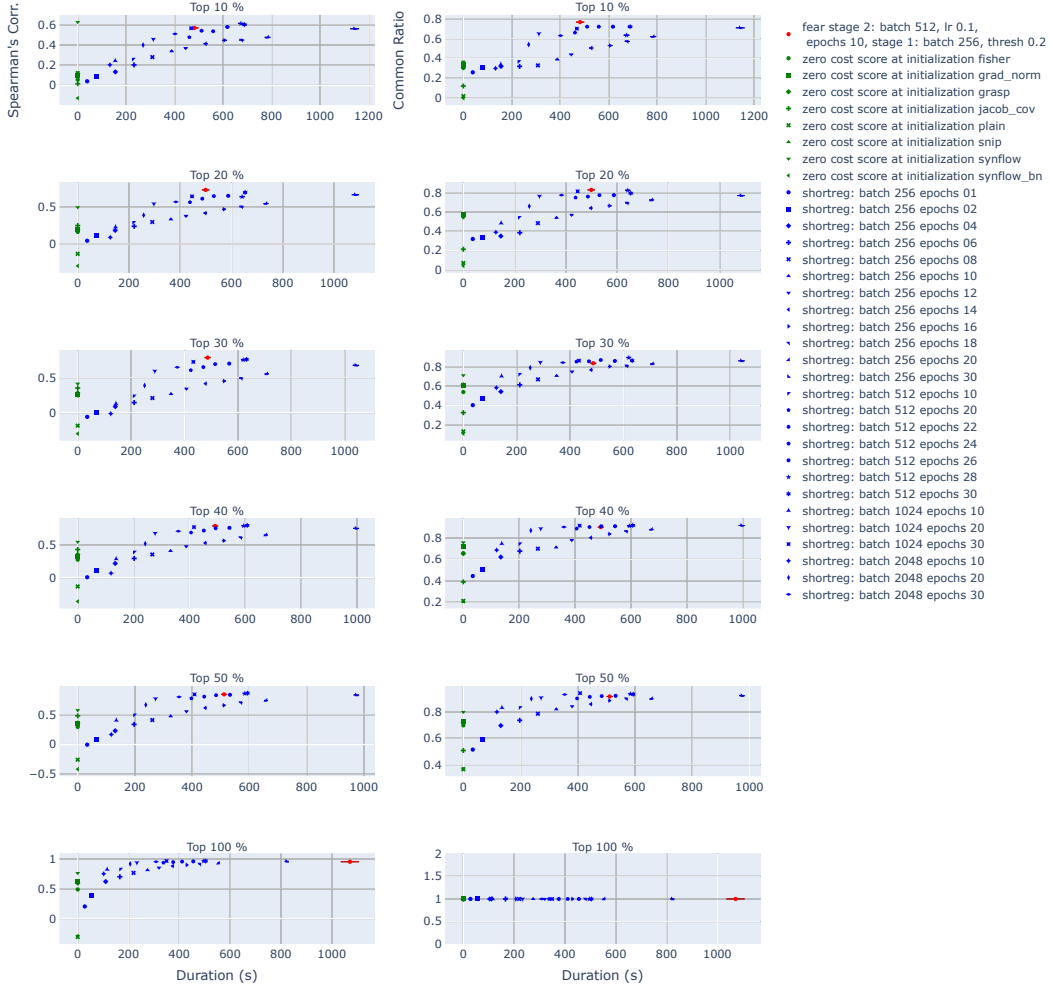 Top 10 %
Spearman's Corr.
0.6
0.4
0.2
0
0
200
400
600
800
1000
1200
Top 10 %
Common Ratio
0.8
0.6
0.4
0.2
0
0
200
400
600
800
1000
1200
Top 20 %
0.5
0
0
200
400
600
800
1000
Top 20 %
0.8
0.6
0.4
0.2
0
0
200
400
600
800
1000
Top 30 %
0.5
0
0
200
400
600
800
1000
Top 30 %
0.8
0.6
0.4
0.2
0
200
400
600
800
1000
Top 40 %
0.5
0
0
200
400
600
800
1000
Top 40 %
0.8
0.6
0.4
0.2
0
200
400
600
800
1000
Top 50 %
0.5
0
−0.5
0
200
400
600
800
1000
Top 50 %
0.8
0.6
0.4
0
200
400
600
800
1000
Top 100 %
1
0.5
0
0
200
400
600
800
1000
Duration (s)
Top 100 %
2
1.5
1
0.5
0
0
200
400
600
800
1000
Duration (s)
fear stage 2: batch 512, lr 0.1,
epochs 10, stage 1: batch 256, thresh 0.2
zero cost score at initialization fisher
zero cost score at initialization grad_norm
zero cost score at initialization grasp
zero cost score at initialization jacob_cov
zero cost score at initialization plain
zero cost score at initialization snip
zero cost score at initialization synflow
zero cost score at initialization synflow_bn
shortreg: batch 256 epochs 01
shortreg: batch 256 epochs 02
shortreg: batch 256 epochs 04
shortreg: batch 256 epochs 06
shortreg: batch 256 epochs 08
shortreg: batch 256 epochs 10
shortreg: batch 256 epochs 12
shortreg: batch 256 epochs 14
shortreg: batch 256 epochs 16
shortreg: batch 256 epochs 18
shortreg: batch 256 epochs 20
shortreg: batch 256 epochs 30
shortreg: batch 512 epochs 10
shortreg: batch 512 epochs 20
shortreg: batch 512 epochs 22
shortreg: batch 512 epochs 24
shortreg: batch 512 epochs 26
shortreg: batch 512 epochs 28
shortreg: batch 512 epochs 30
shortreg: batch 1024 epochs 10
shortreg: batch 1024 epochs 20
shortreg: batch 1024 epochs 30
shortreg: batch 2048 epochs 10
shortreg: batch 2048 epochs 20
shortreg: batch 2048 epochs 30